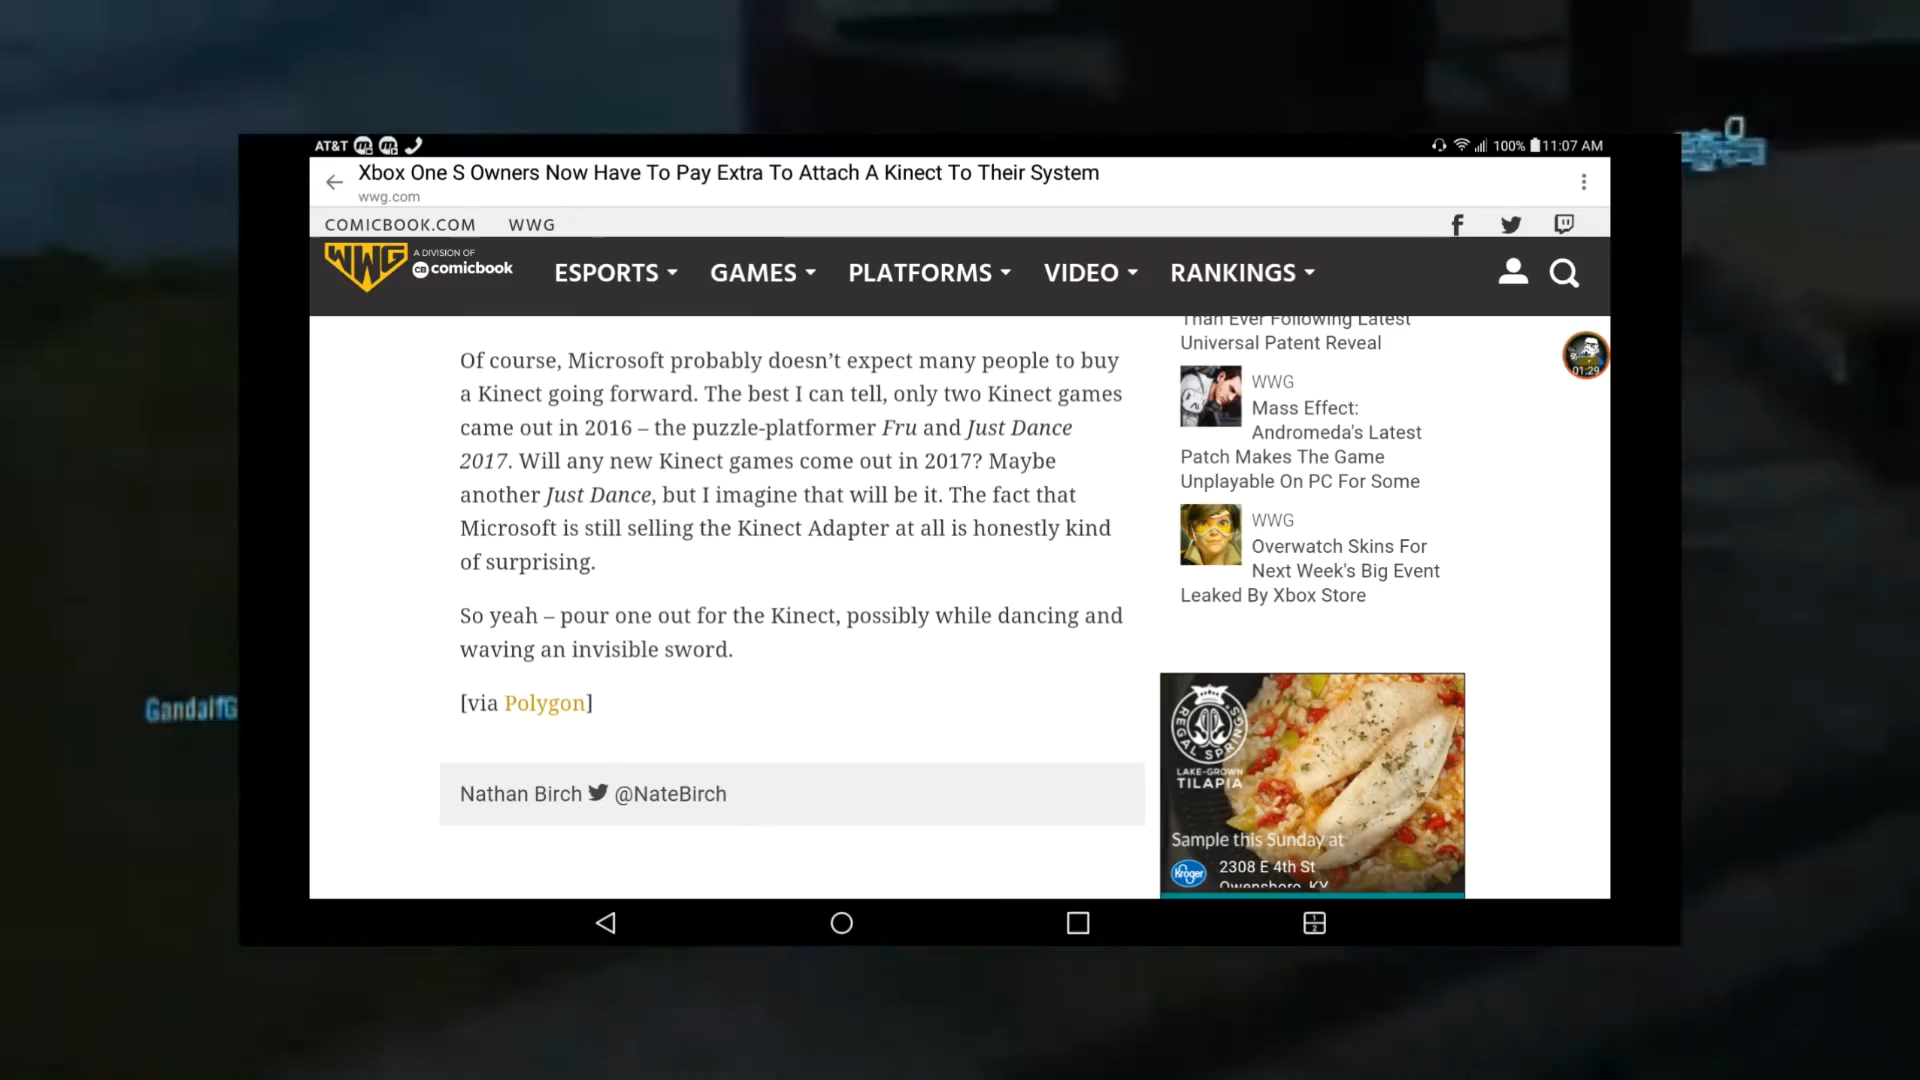 AT&T
100% 11:07 AM
Xbox One S Owners Now Have To Pay Extra To Attach A Kinect To Their System
wwg.com
COMICBOOK.COM WWG
WWG A DIVISION OF
CB comicbook
ESPORTS GAMES PLATFORMS VIDEO RANKINGS
Of course, Microsoft probably doesn’t expect many people to buy
a Kinect going forward. The best I can tell, only two Kinect games
came out in 2016 – the puzzle-platformer Fru and Just Dance
2017. Will any new Kinect games come out in 2017? Maybe
another Just Dance, but I imagine that will be it. The fact that
Microsoft is still selling the Kinect Adapter at all is honestly kind
of surprising.
So yeah – pour one out for the Kinect, possibly while dancing and
waving an invisible sword.
[via Polygon]
Nathan Birch @NateBirch
Than Ever Following Latest
Universal Patent Reveal
01:29
WWG
Mass Effect:
Andromeda's Latest
Patch Makes The Game
Unplayable On PC For Some
WWG
Overwatch Skins For
Next Week's Big Event
Leaked By Xbox Store
REGAL SPRINGS
LAKE-GROWN
TILAPIA
Sample this Sunday at
Kroger 2308 E 4th St
Owensboro, KY
GandalfG